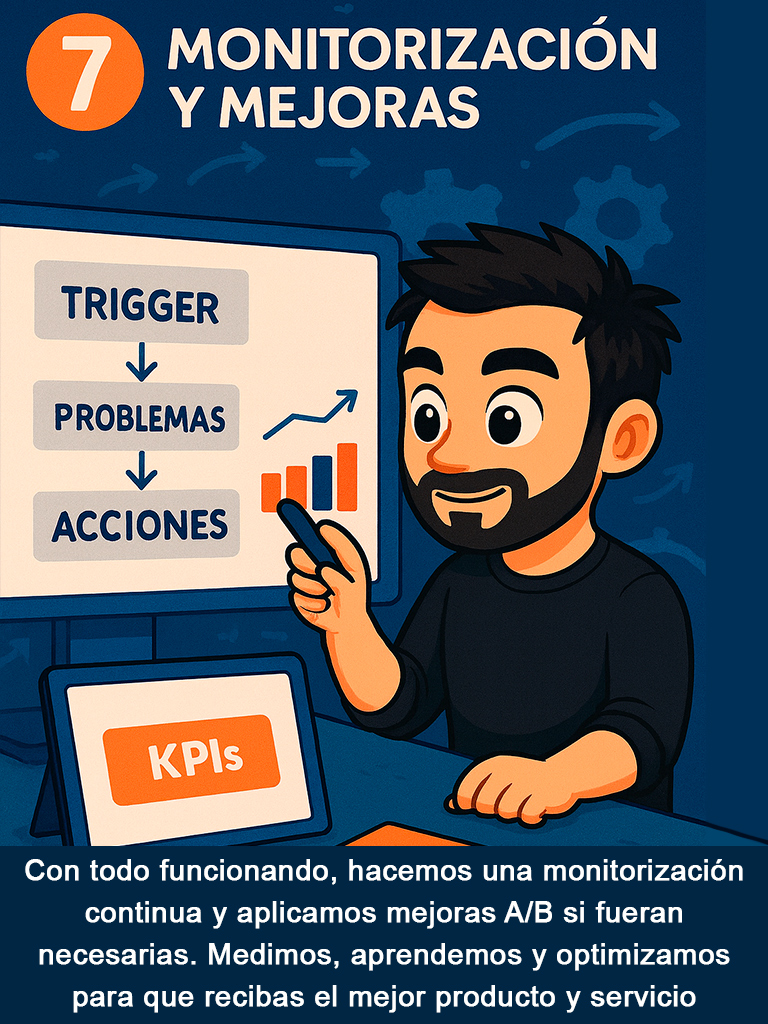 7
MONITORIZACIÓN
Y MEJORAS
TRIGGER
PROBLEMAS
ACCIONES
KPIs
Con todo funcionando, hacemos una monitorización
continua y aplicamos mejoras A/B si fueran
necesarias. Medimos, aprendemos y optimizamos
para que recibas el mejor producto y servicio